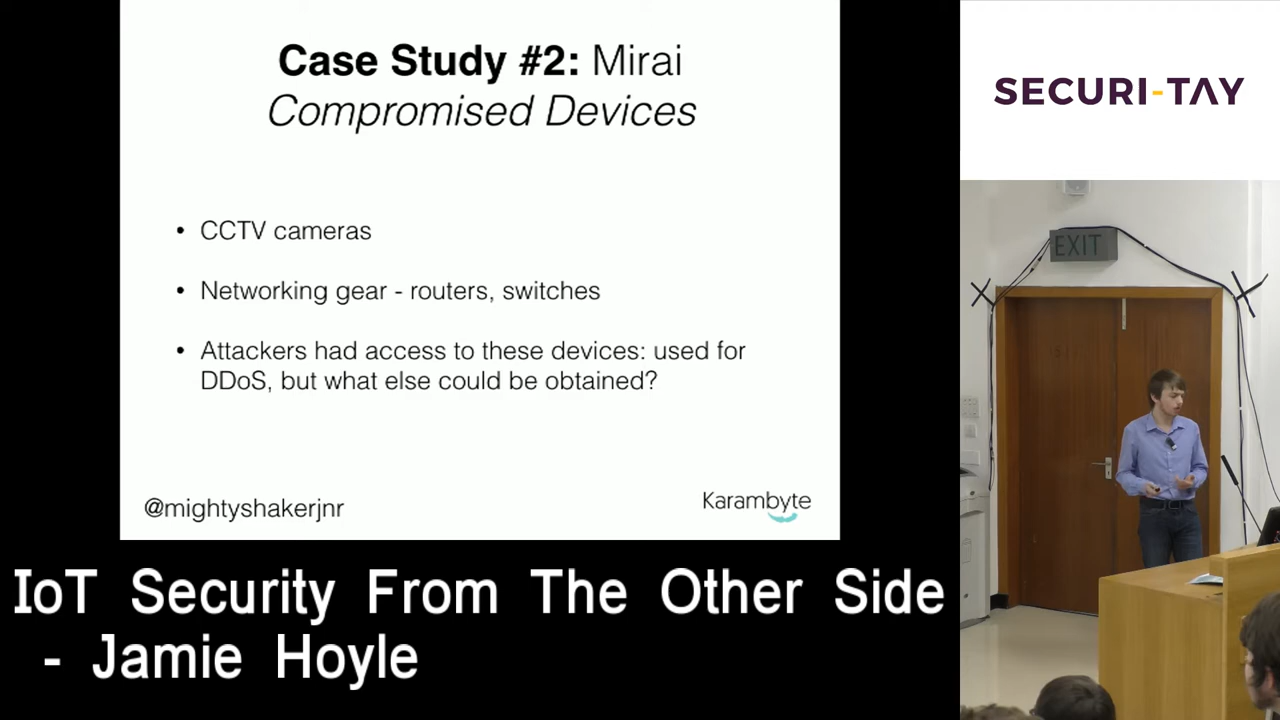 Case Study #2: Mirai
Compromised Devices
• CCTV cameras
• Networking gear - routers, switches
• Attackers had access to these devices: used for
DDoS, but what else could be obtained?
@mightyshakerjnr
Karambyte
SECURI-TAY
EXIT
IoT Security From The Other Side
- Jamie Hoyle